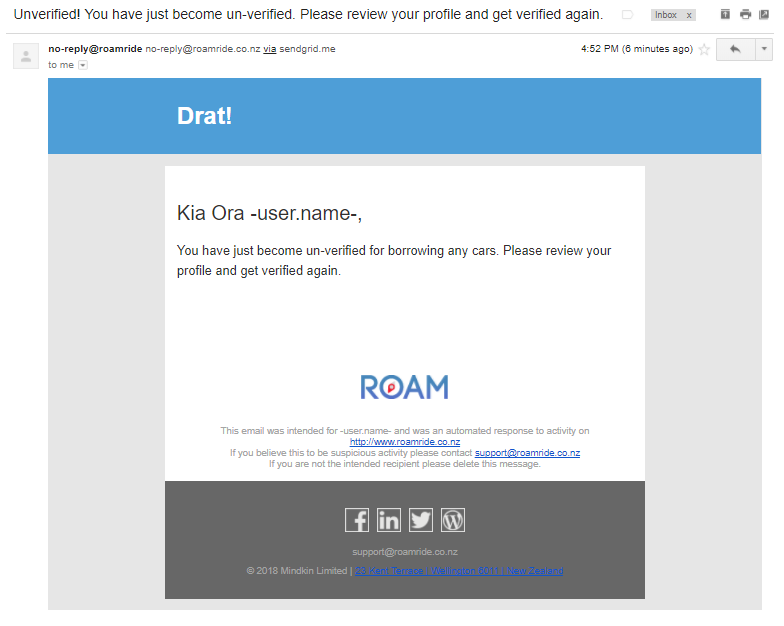 Unverified! You have just become un-verified. Please review your profile and get verified again.
Inbox x
no-reply@roamride no-reply@roamride.co.nz via sendgrid.me
4:52 PM (6 minutes ago)
to me
Drat!
Kia Ora -user.name-,
You have just become un-verified for borrowing any cars. Please review your
profile and get verified again.
ROAM
This email was intended for -user.name- and was an automated response to activity on
http://www.roamride.co.nz
If you believe this to be suspicious activity please contact support@roamride.co.nz
If you are not the intended recipient please delete this message.
support@roamride.co.nz
© 2018 Mindkin Limited | 23 Kent Terrace | Wellington 6011 | New Zealand